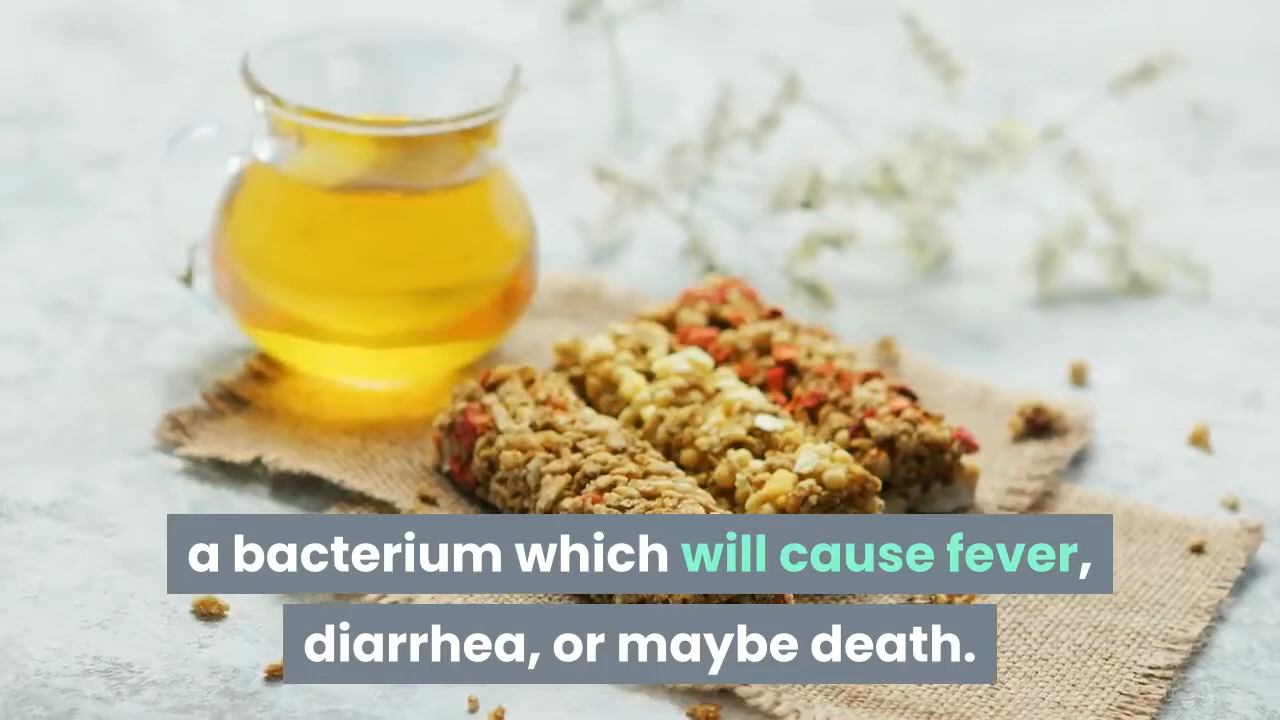 a bacterium which will cause fever,
diarrhea, or maybe death.